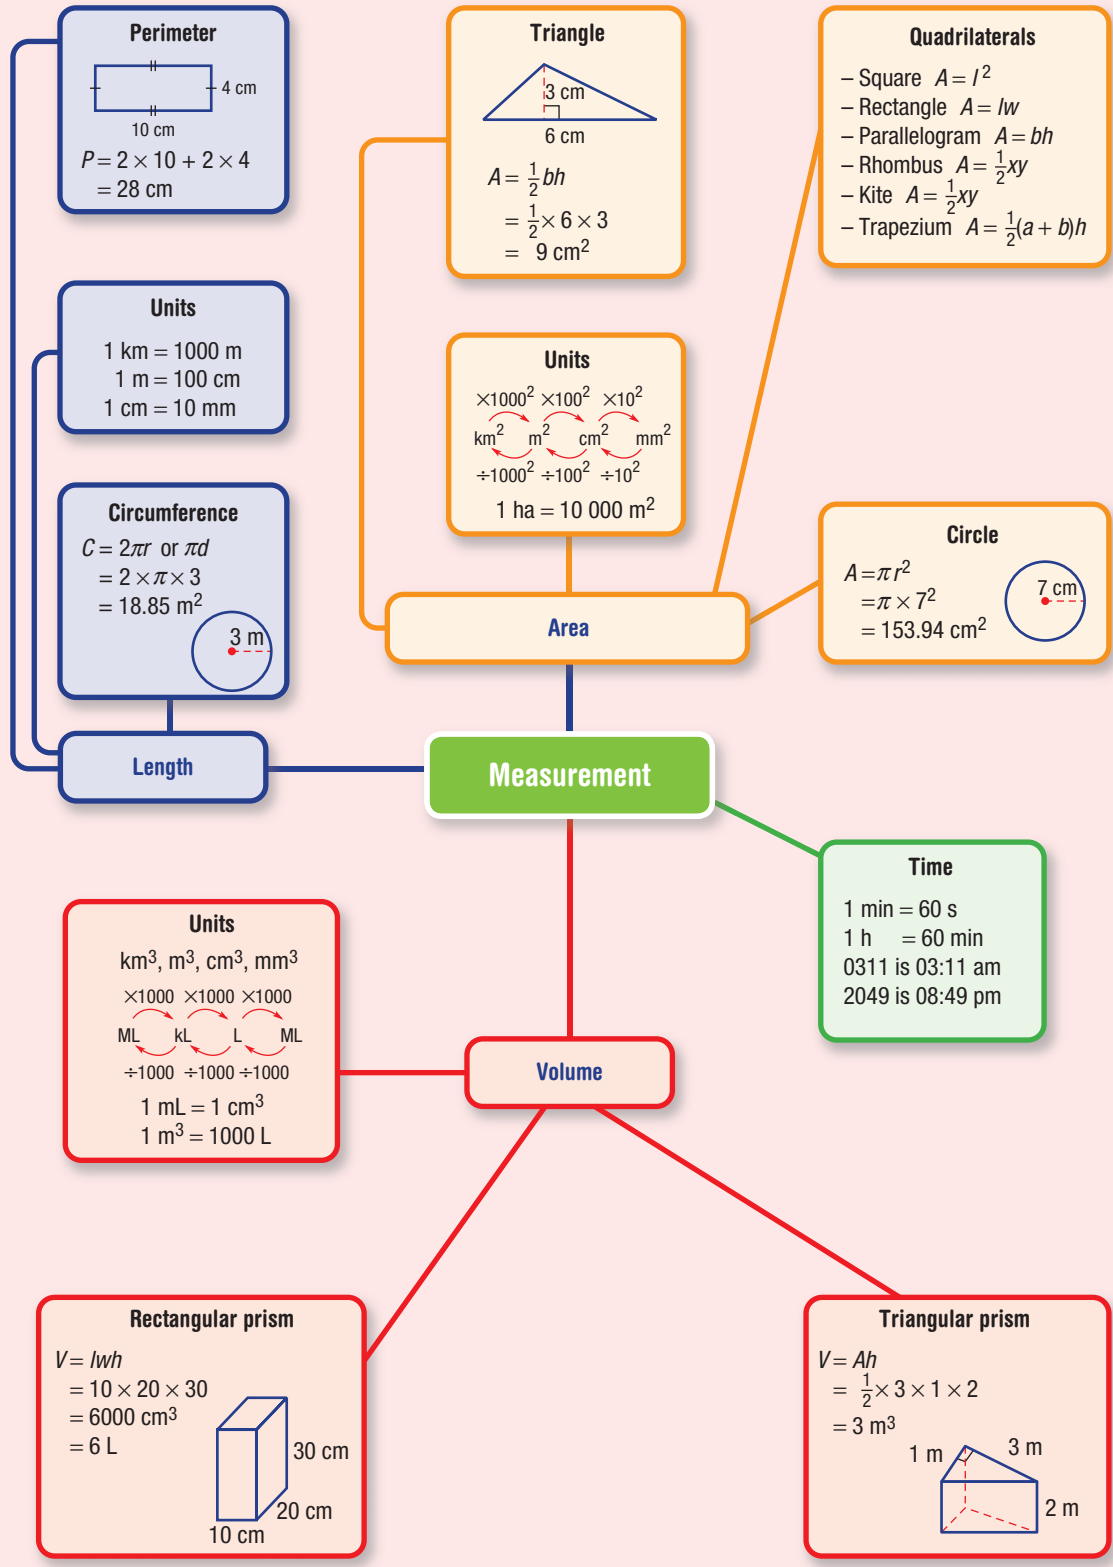 Perimeter
4 cm
10 cm
P = 2 × 10 + 2 × 4
= 28 cm
Units
1 km = 1000 m
1 m = 100 cm
1 cm = 10 mm
Circumference
C = 2πr or πd
= 2 × π × 3
= 18.85 m²
3 m
Length
Triangle
3 cm
6 cm
A = ½bh
= ½ × 6 × 3
= 9 cm²
Units
×1000² ×100² ×10²
km² m² cm² mm²
÷1000² ÷100² ÷10²
1 ha = 10 000 m²
Area
Quadrilaterals
– Square A = l²
– Rectangle A = lw
– Parallelogram A = bh
– Rhombus A = ½xy
– Kite A = ½xy
– Trapezium A = ½(a + b)h
Circle
A = πr²
= π × 7²
= 153.94 cm²
7 cm
Measurement
Time
1 min = 60 s
1 h = 60 min
0311 is 03:11 am
2049 is 08:49 pm
Units
km³, m³, cm³, mm³
×1000 ×1000 ×1000
ML kL L ML
÷1000 ÷1000 ÷1000
1 mL = 1 cm³
1 m³ = 1000 L
Volume
Rectangular prism
V = lwh
= 10 × 20 × 30
= 6000 cm³
= 6 L
30 cm
20 cm
10 cm
Triangular prism
V = Ah
= ½ × 3 × 1 × 2
= 3 m³
1 m
3 m
2 m